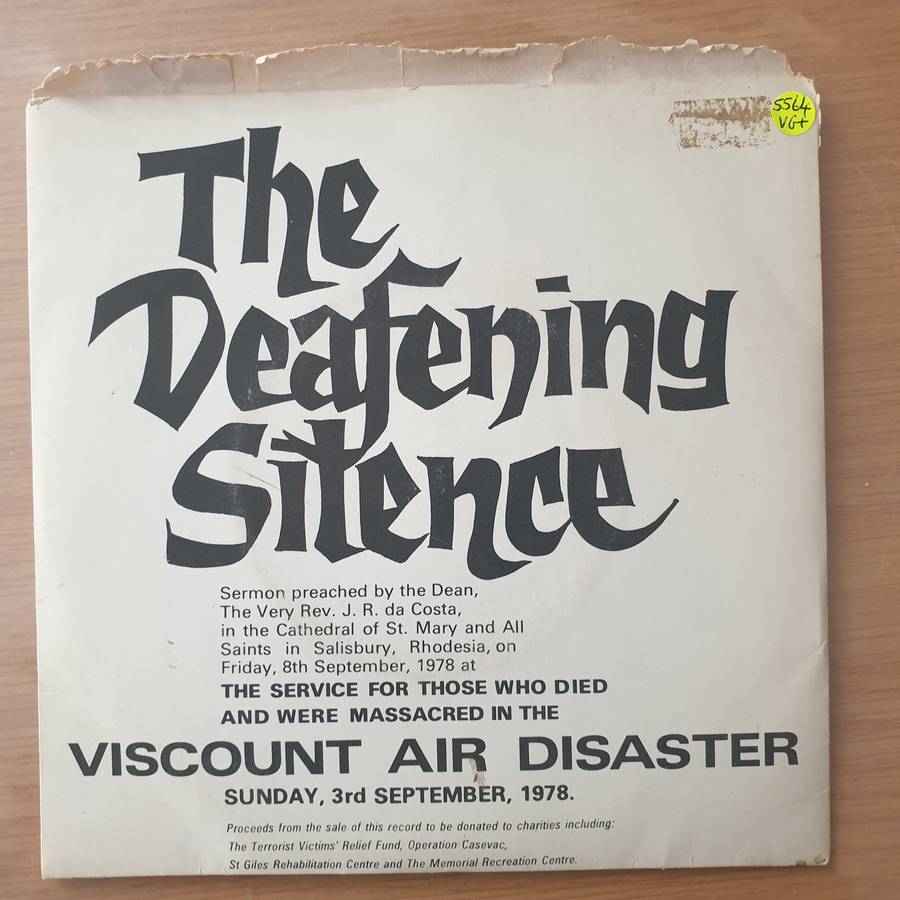 5564
VG+
The
Deafening
Silence
Sermon preached by the Dean,
The Very Rev. J. R. da Costa,
in the Cathedral of St. Mary and All
Saints in Salisbury, Rhodesia, on
Friday, 8th September, 1978 at
THE SERVICE FOR THOSE WHO DIED
AND WERE MASSACRED IN THE
VISCOUNT AIR DISASTER
SUNDAY, 3rd SEPTEMBER, 1978.
Proceeds from the sale of this record to be donated to charities including:
The Terrorist Victims' Relief Fund, Operation Casevac,
St Giles Rehabilitation Centre and The Memorial Recreation Centre.